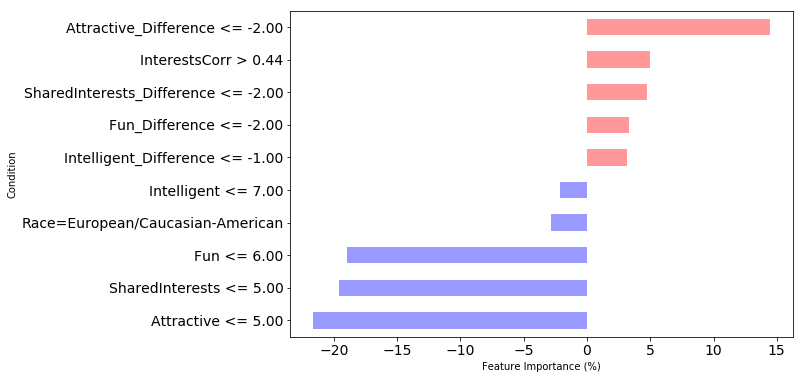 Condition
Attractive_Difference <= -2.00
InterestsCorr > 0.44
SharedInterests_Difference <= -2.00
Fun_Difference <= -2.00
Intelligent_Difference <= -1.00
Intelligent <= 7.00
Race=European/Caucasian-American
Fun <= 6.00
SharedInterests <= 5.00
Attractive <= 5.00
−20 −15 −10 −5 0 5 10 15
Feature Importance (%)